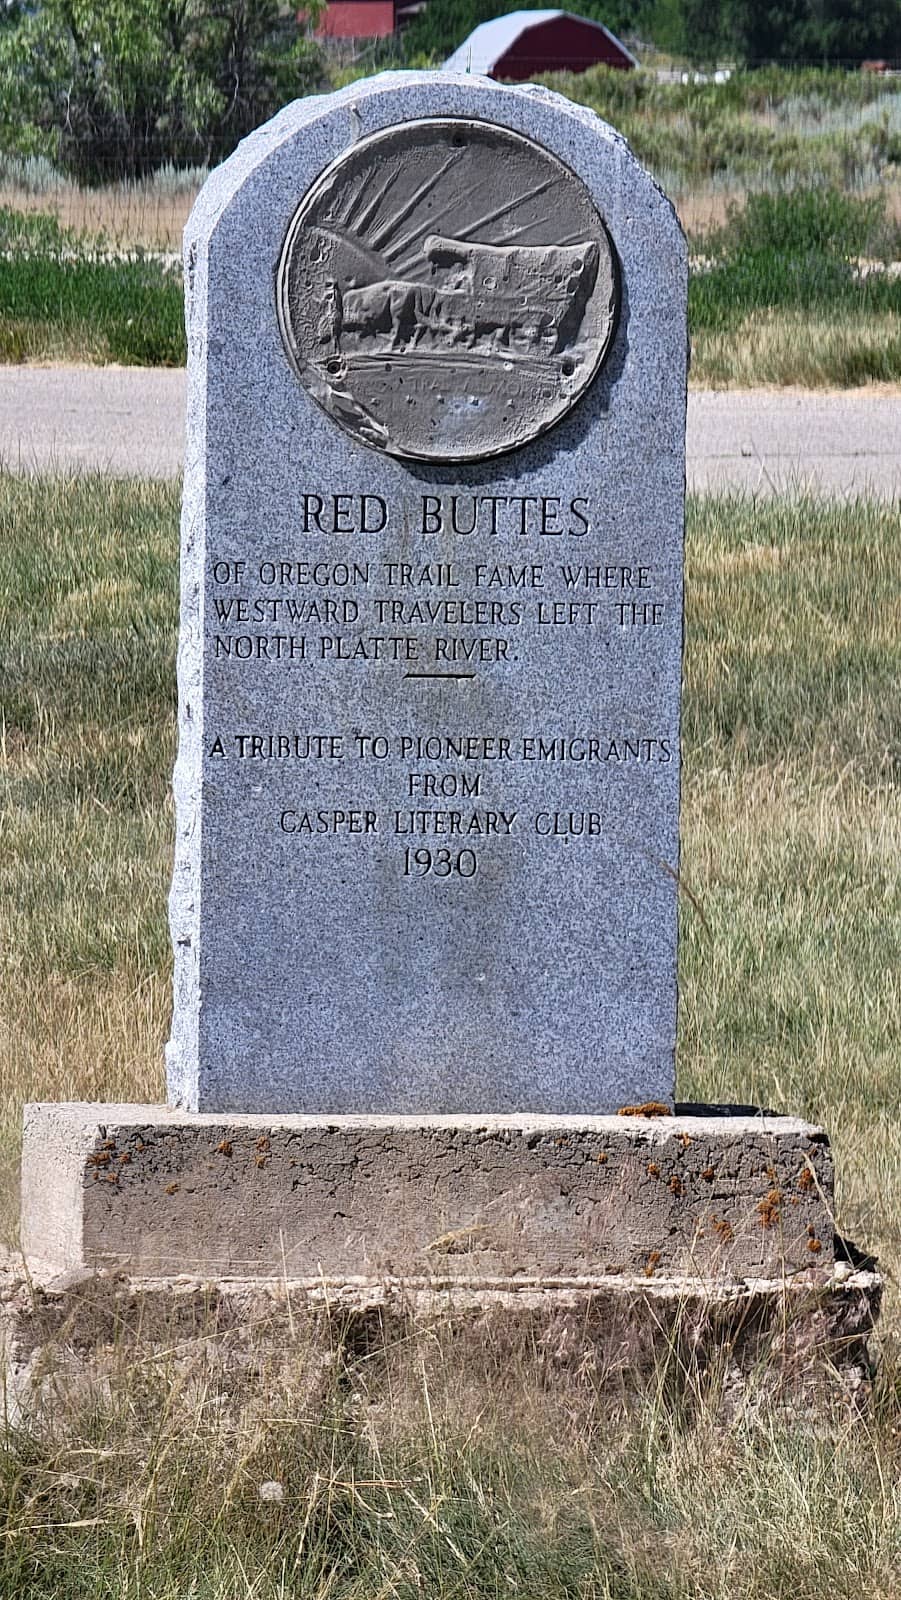 RED BUTTES
OF OREGON TRAIL FAME WHERE
WESTWARD TRAVELERS LEFT THE
NORTH PLATTE RIVER.
A TRIBUTE TO PIONEER EMIGRANTS
FROM
CASPER LITERARY CLUB
1930